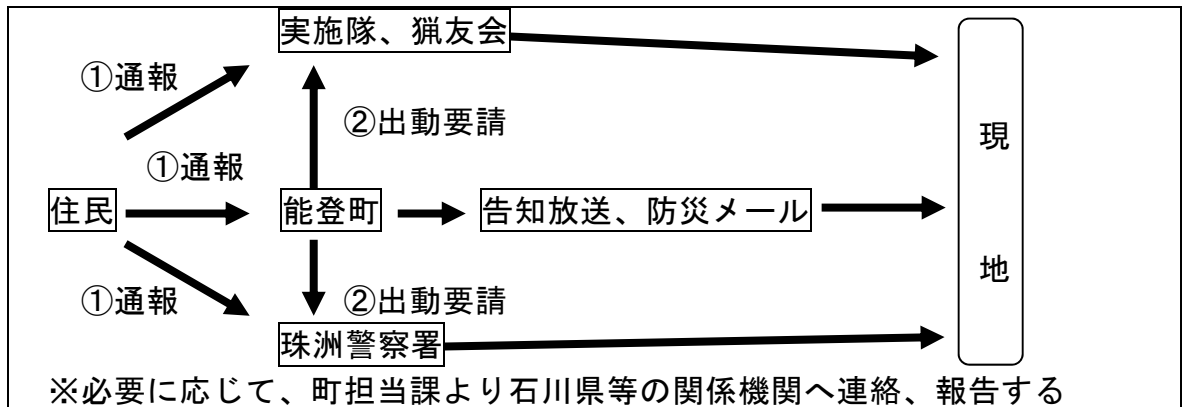 実施隊、猟友会
①通報
②出動要請
①通報
住民
能登町
告知放送、防災メール
現地
①通報
②出動要請
珠洲警察署
※必要に応じて、町担当課より石川県等の関係機関へ連絡、報告する